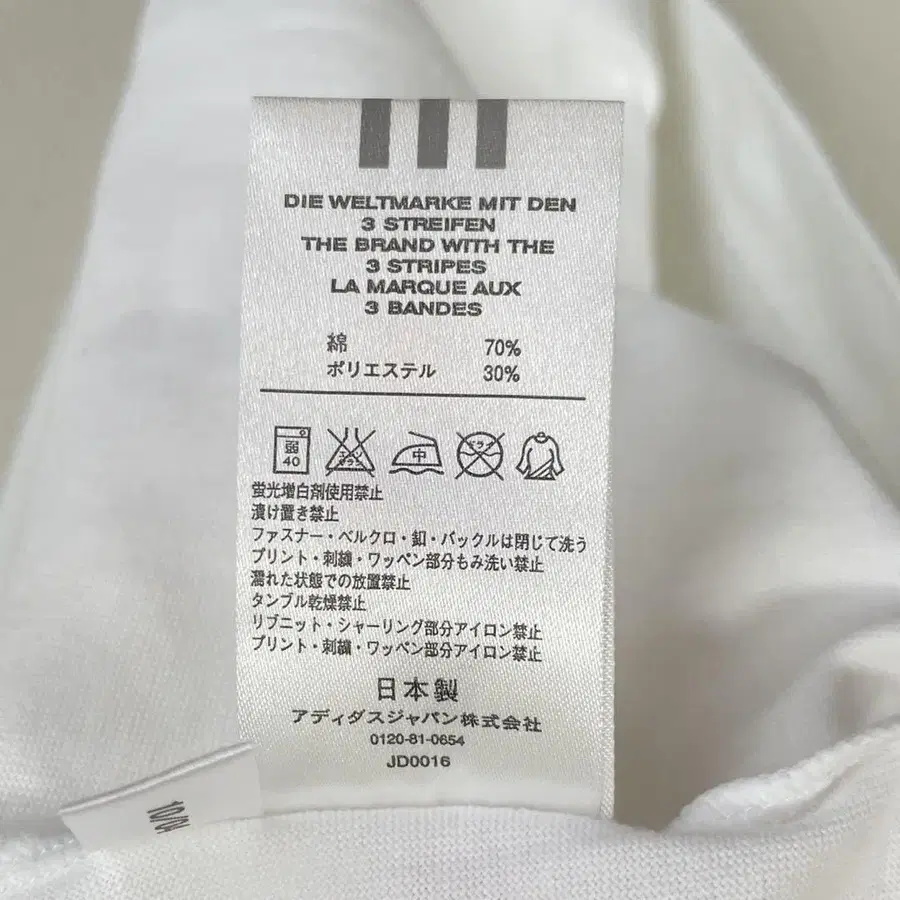 DIE WELTMARKE MIT DEN
3 STREIFEN
THE BRAND WITH THE
3 STRIPES
LA MARQUE AUX
3 BANDES
綿 70%
ポリエステル 30%
弱 中
40
蛍光増白剤使用禁止
漬け置き禁止
ファスナー・ベルクロ・釦・バックルは閉じて洗う
プリント・刺繍・ワッペン部分もみ洗い禁止
濡れた状態での放置禁止
タンブル乾燥禁止
リブニット・シャーリング部分アイロン禁止
プリント・刺繍・ワッペン部分アイロン禁止
日本製
アディダスジャパン株式会社
0120-81-0654
JD0016